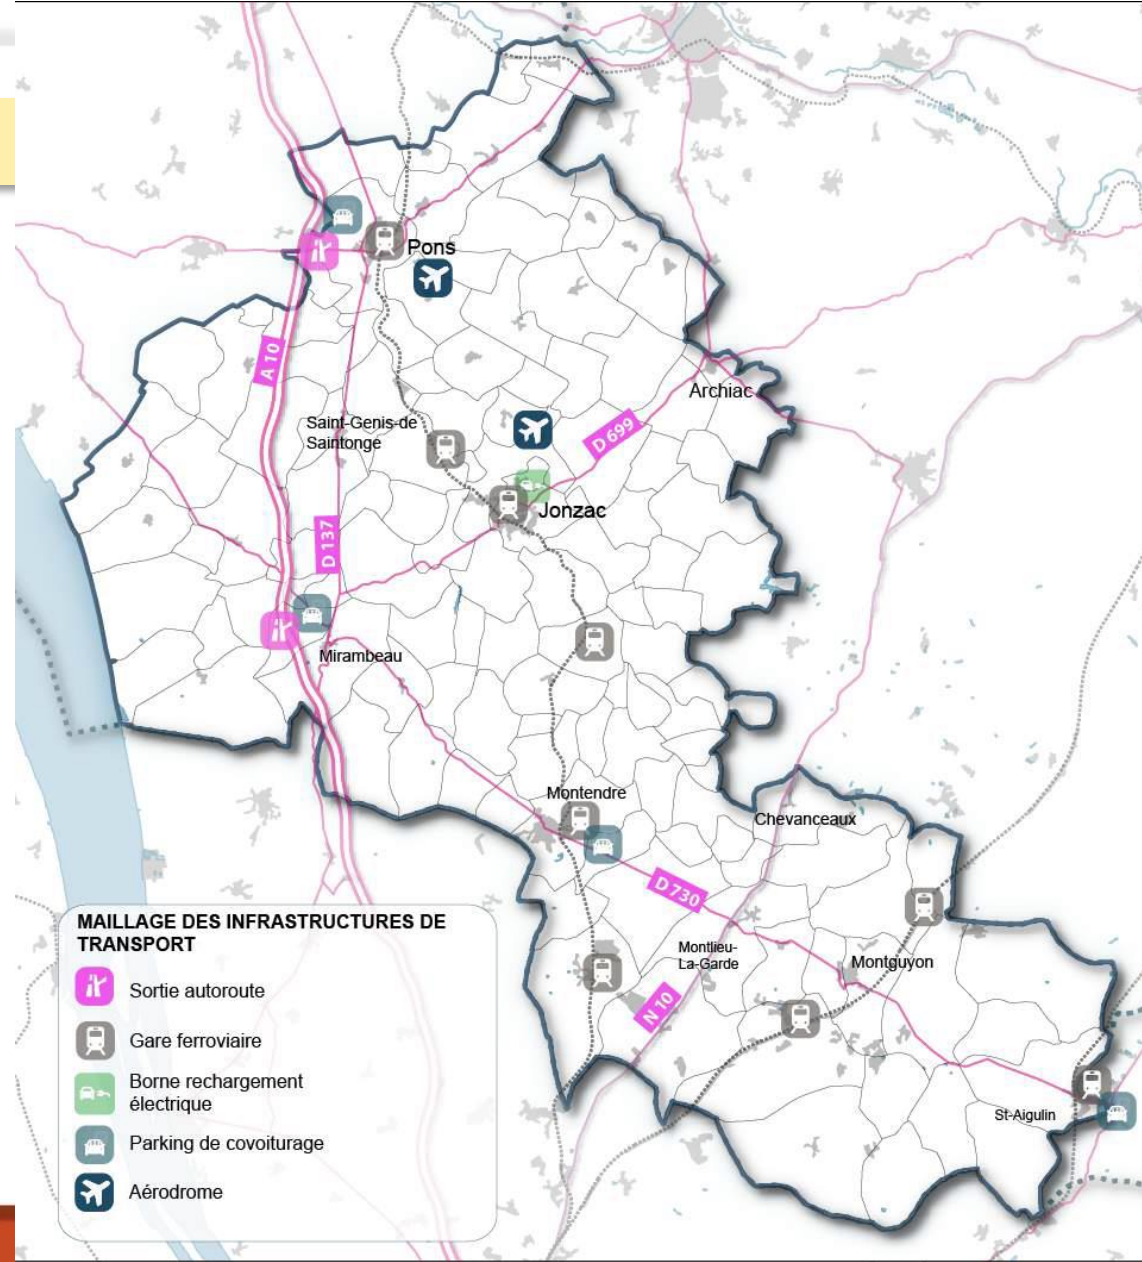 Pons
A 10
Archiac
Saint-Genis-de
Saintonge
D 699
Jonzac
D 137
Mirambeau
Montendre
Chevanceaux
D 730
Montlieu-
La-Garde
Montguyon
N 10
St-Aigulin
MAILLAGE DES INFRASTRUCTURES DE
TRANSPORT
Sortie autoroute
Gare ferroviaire
Borne rechargement
électrique
Parking de covoiturage
Aérodrome